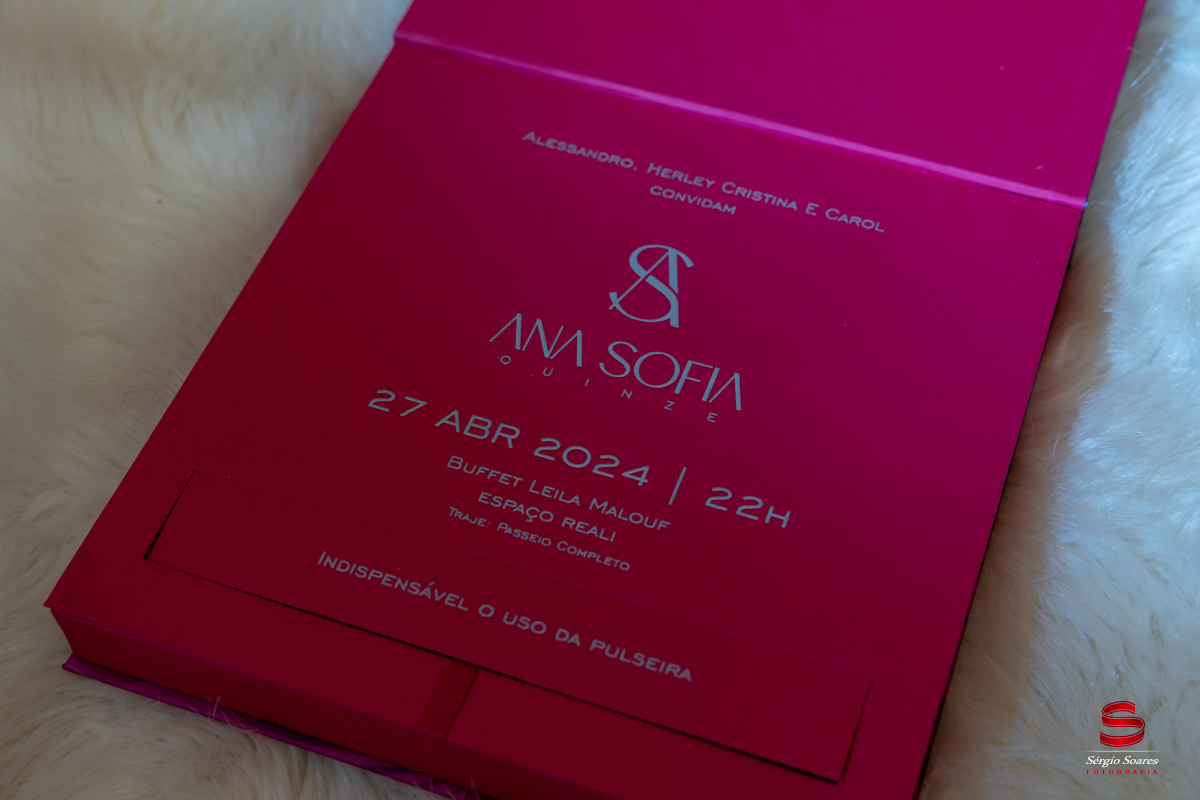 Alessandro, Herley Cristina e Carol
convidam
SA
ANA SOFIA
QUINZE
27 ABR 2024 | 22H
Buffet Leila Malouf
espaço reali
Traje: Passeio Completo
Indispensável o uso da pulseira
S
Sérgio Soares
FOTOGRAFIA